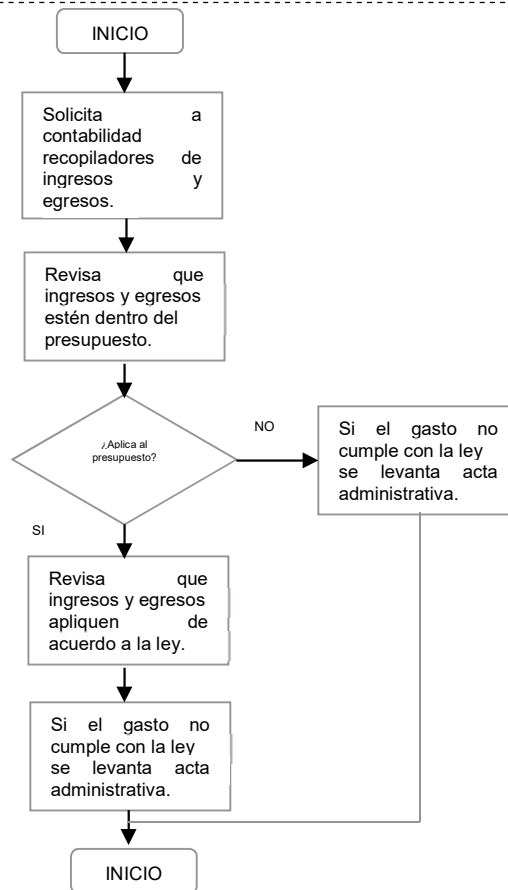 INICIO
Solicita a
contabilidad
recopiladores de
ingresos y
egresos.
Revisa que
ingresos y egresos
estén dentro del
presupuesto.
¿Aplica al
presupuesto?
NO
Si el gasto no
cumple con la ley
se levanta acta
administrativa.
SI
Revisa que
ingresos y egresos
apliquen de
acuerdo a la ley.
Si el gasto no
cumple con la ley
se levanta acta
administrativa.
INICIO